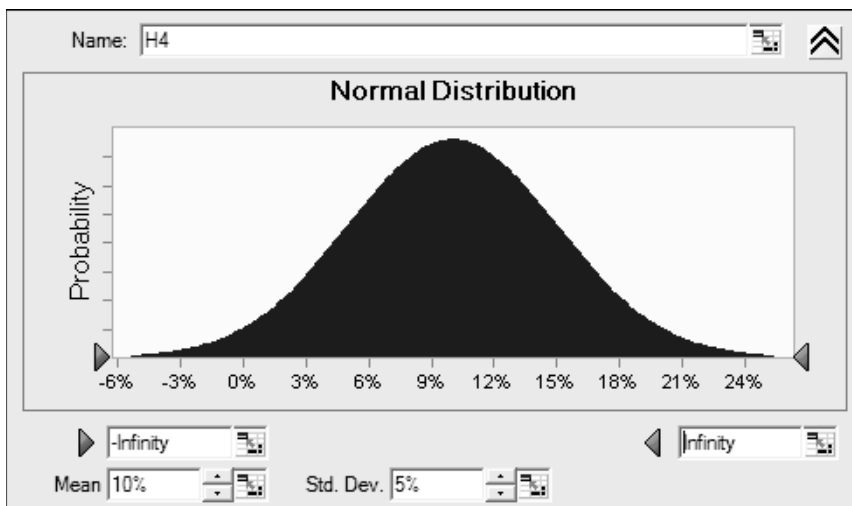 Name: H4
Normal Distribution
Probability
-6% -3% 0% 3% 6% 9% 12% 15% 18% 21% 24%
-Infinity Infinity
Mean 10% Std. Dev. 5%